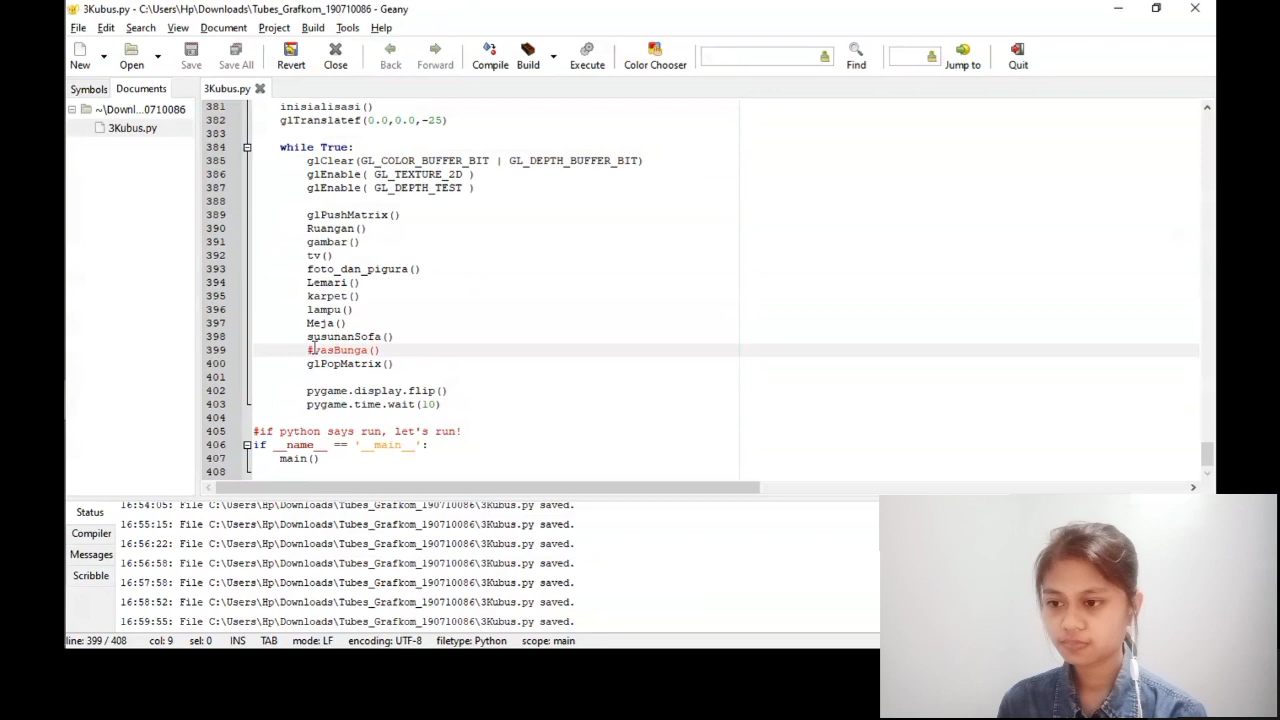 3Kubus.py - C:\Users\Hp\Downloads\Tubes_Grafkom_190710086 - Geany
File Edit Search View Document Project Build Tools Help
New Open Save Save All Revert Close Back Forward Compile Build Execute Color Chooser Find Jump to Quit
Symbols Documents 3Kubus.py
~\Downl...0710086
3Kubus.py
381 inisialisasi()
382 glTranslatef(0.0,0.0,-25)
383
384 while True:
385 glClear(GL_COLOR_BUFFER_BIT | GL_DEPTH_BUFFER_BIT)
386 glEnable( GL_TEXTURE_2D )
387 glEnable( GL_DEPTH_TEST )
388
389 glPushMatrix()
390 Ruangan()
391 gambar()
392 tv()
393 foto_dan_pigura()
394 Lemari()
395 karpet()
396 lampu()
397 Meja()
398 susunanSofa()
399 #vasBunga()
400 glPopMatrix()
401
402 pygame.display.flip()
403 pygame.time.wait(10)
404
405 #if python says run, let's run!
406 if __name__ == '__main__':
407 main()
408
Status
Compiler
Messages
Scribble
16:54:05: File C:\Users\Hp\Downloads\Tubes_Grafkom_190710086\3Kubus.py saved.
16:55:15: File C:\Users\Hp\Downloads\Tubes_Grafkom_190710086\3Kubus.py saved.
16:56:22: File C:\Users\Hp\Downloads\Tubes_Grafkom_190710086\3Kubus.py saved.
16:56:58: File C:\Users\Hp\Downloads\Tubes_Grafkom_190710086\3Kubus.py saved.
16:57:58: File C:\Users\Hp\Downloads\Tubes_Grafkom_190710086\3Kubus.py saved.
16:58:52: File C:\Users\Hp\Downloads\Tubes_Grafkom_190710086\3Kubus.py saved.
16:59:55: File C:\Users\Hp\Downloads\Tubes_Grafkom_190710086\3Kubus.py saved.
line: 399 / 408 col: 9 sel: 0 INS TAB mode: LF encoding: UTF-8 filetype: Python scope: main